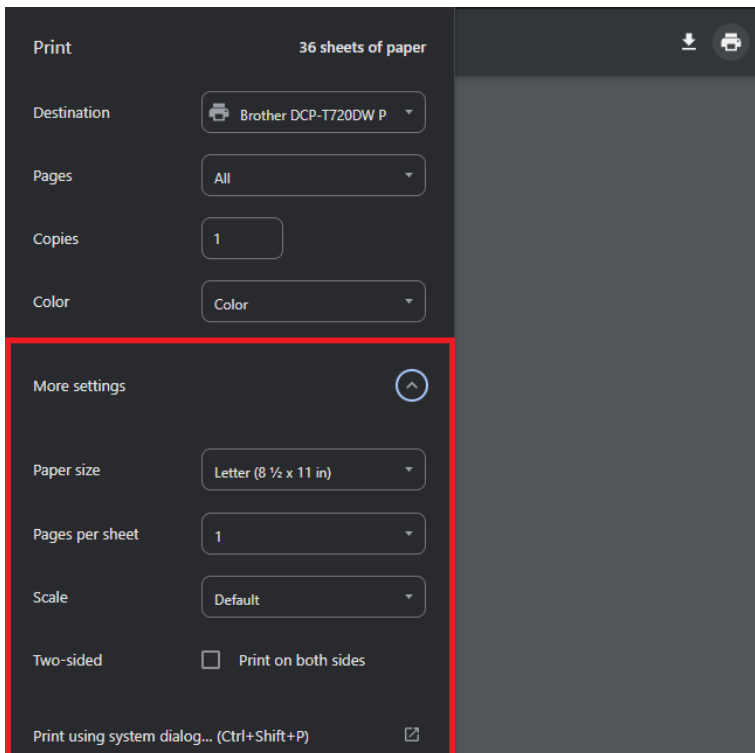 Print 36 sheets of paper
Destination Brother DCP-T720DW P
Pages All
Copies 1
Color Color
More settings
Paper size Letter (8 ½ x 11 in)
Pages per sheet 1
Scale Default
Two-sided Print on both sides
Print using system dialog... (Ctrl+Shift+P)